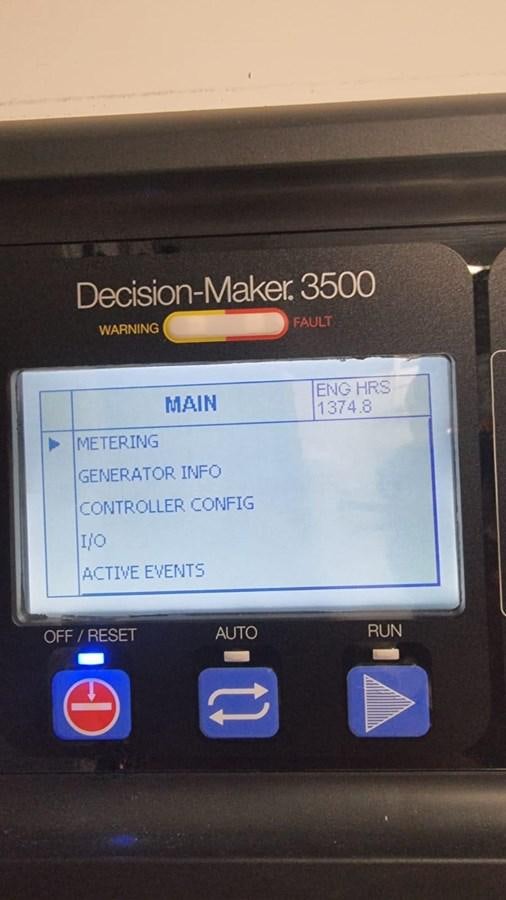 Decision-Maker® 3500
WARNING FAULT
MAIN
ENG HRS
1374.8
METERING
GENERATOR INFO
CONTROLLER CONFIG
I/O
ACTIVE EVENTS
OFF / RESET AUTO RUN